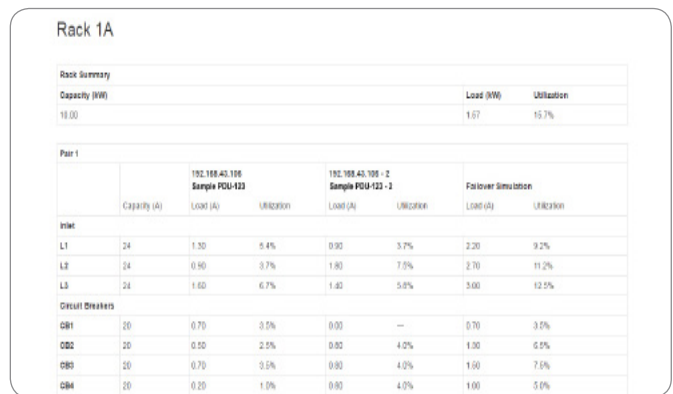 Rack 1A
Rack Summary
Capacity (kW) Load (kW) Utilization
10.00 1.67 16.7%
Pair 1
192.168.43.106 192.168.43.106 - 2
Sample PDU-123 Sample PDU-123 - 2 Failover Simulation
Capacity (A) Load (A) Utilization Load (A) Utilization Load (A) Utilization
Inlet
L1 24 1.30 5.4% 0.90 3.7% 2.20 9.2%
L2 24 0.90 3.7% 1.80 7.5% 2.70 11.2%
L3 24 1.60 6.7% 1.40 5.8% 3.00 12.5%
Circuit Breakers
CB1 20 0.70 3.5% 0.00 — 0.70 3.5%
CB2 20 0.50 2.5% 0.80 4.0% 1.30 6.5%
CB3 20 0.70 3.5% 0.80 4.0% 1.50 7.5%
CB4 20 0.20 1.0% 0.80 4.0% 1.00 5.0%